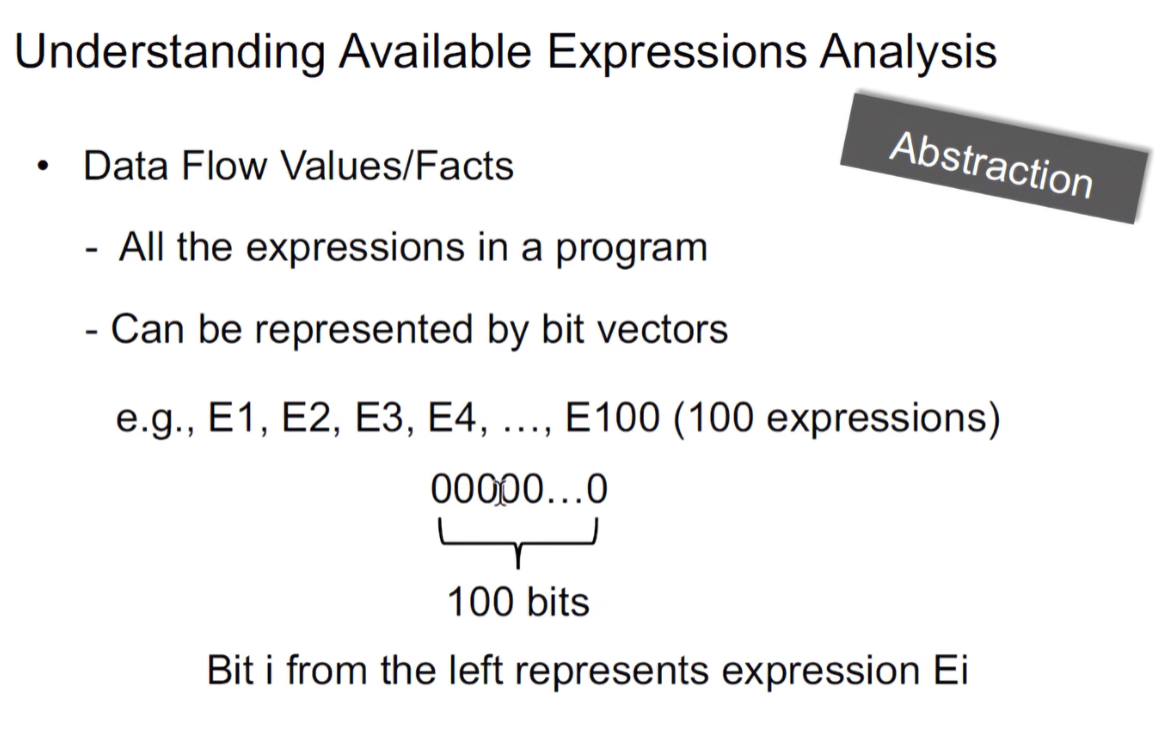 Understanding Available Expressions Analysis
Abstraction
• Data Flow Values/Facts
- All the expressions in a program
- Can be represented by bit vectors
e.g., E1, E2, E3, E4, …, E100 (100 expressions)
00000…0
100 bits
Bit i from the left represents expression Ei